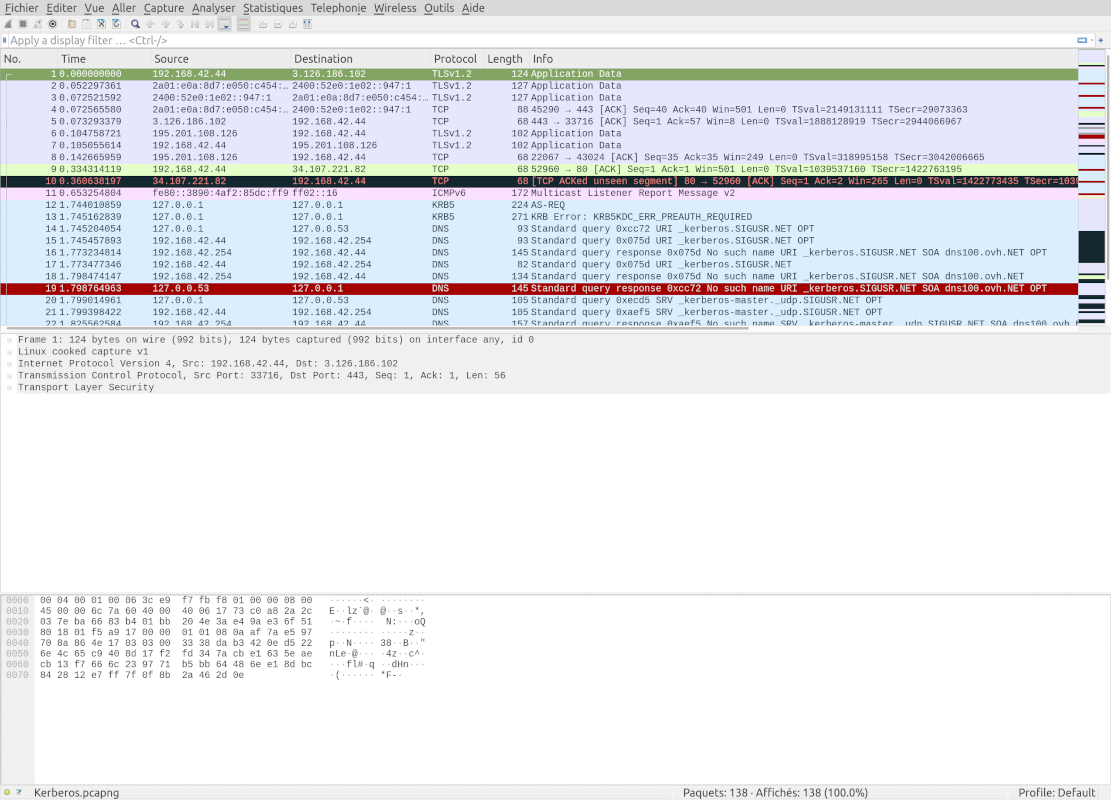 Fichier Editer Vue Aller Capture Analyser Statistiques Telephonie Wireless Outils Aide
Apply a display filter … <Ctrl-/>
No. Time Source Destination Protocol Length Info
1 0.000000000 192.168.42.44 3.126.186.102 TLSv1.2 124 Application Data
2 0.052297361 2a01:e0a:8d7:e050:c454:… 2400:52e0:1e02::947:1 TLSv1.2 127 Application Data
3 0.072521592 2400:52e0:1e02::947:1 2a01:e0a:8d7:e050:c454:… TLSv1.2 127 Application Data
4 0.072565580 2a01:e0a:8d7:e050:c454:… 2400:52e0:1e02::947:1 TCP 88 45290 → 443 [ACK] Seq=40 Ack=40 Win=501 Len=0 TSval=2149131111 TSecr=29073363
5 0.073293379 3.126.186.102 192.168.42.44 TCP 68 443 → 33716 [ACK] Seq=1 Ack=57 Win=8 Len=0 TSval=1888128919 TSecr=2944066967
6 0.104758721 195.201.108.126 192.168.42.44 TLSv1.2 102 Application Data
7 0.105055614 192.168.42.44 195.201.108.126 TLSv1.2 102 Application Data
8 0.142665959 195.201.108.126 192.168.42.44 TCP 68 22067 → 43024 [ACK] Seq=35 Ack=35 Win=249 Len=0 TSval=318995158 TSecr=3042006665
9 0.334314119 192.168.42.44 34.107.221.82 TCP 68 52960 → 80 [ACK] Seq=1 Ack=1 Win=501 Len=0 TSval=1039537160 TSecr=1422763195
10 0.360638197 34.107.221.82 192.168.42.44 TCP 68 [TCP ACKed unseen segment] 80 → 52960 [ACK] Seq=1 Ack=2 Win=265 Len=0 TSval=1422773435 TSecr=1039
11 0.653254804 fe80::3890:4af2:85dc:ff9 ff02::16 ICMPv6 172 Multicast Listener Report Message v2
12 1.744010859 127.0.0.1 127.0.0.1 KRB5 224 AS-REQ
13 1.745162839 127.0.0.1 127.0.0.1 KRB5 271 KRB Error: KRB5KDC_ERR_PREAUTH_REQUIRED
14 1.745204054 127.0.0.1 127.0.0.53 DNS 93 Standard query 0xcc72 URI _kerberos.SIGUSR.NET OPT
15 1.745457893 192.168.42.44 192.168.42.254 DNS 93 Standard query 0x075d URI _kerberos.SIGUSR.NET OPT
16 1.773234814 192.168.42.254 192.168.42.44 DNS 145 Standard query response 0x075d No such name URI _kerberos.SIGUSR.NET SOA dns100.ovh.NET OPT
17 1.773477346 192.168.42.44 192.168.42.254 DNS 82 Standard query 0x075d URI _kerberos.SIGUSR.NET
18 1.798474147 192.168.42.254 192.168.42.44 DNS 134 Standard query response 0x075d No such name URI _kerberos.SIGUSR.NET SOA dns100.ovh.NET
19 1.798764963 127.0.0.53 127.0.0.1 DNS 145 Standard query response 0xcc72 No such name URI _kerberos.SIGUSR.NET SOA dns100.ovh.NET OPT
20 1.799014961 127.0.0.1 127.0.0.53 DNS 105 Standard query 0xecd5 SRV _kerberos-master._udp.SIGUSR.NET OPT
21 1.799398422 192.168.42.44 192.168.42.254 DNS 105 Standard query 0xaef5 SRV _kerberos-master._udp.SIGUSR.NET OPT
22 1.825562584 192.168.42.254 192.168.42.44 DNS 157 Standard query response 0xaef5 No such name SRV _kerberos-master._udp.SIGUSR.NET SOA dns100.ovh.N
Frame 1: 124 bytes on wire (992 bits), 124 bytes captured (992 bits) on interface any, id 0
Linux cooked capture v1
Internet Protocol Version 4, Src: 192.168.42.44, Dst: 3.126.186.102
Transmission Control Protocol, Src Port: 33716, Dst Port: 443, Seq: 1, Ack: 1, Len: 56
Transport Layer Security
0000 00 04 00 01 00 06 3c e9 f7 fb f8 01 00 00 08 00 ······<· ········
0010 45 00 00 6c 7a 60 40 00 40 06 17 73 c0 a8 2a 2c E··lz`@· @··s··*,
0020 03 7e ba 66 83 b4 01 bb 20 4e 3a e4 9a e3 6f 51 ·~·f···· N:···oQ
0030 80 18 01 f5 a9 17 00 00 01 01 08 0a af 7a e5 97 ········ ·····z··
0040 70 8a 86 4e 17 03 03 00 33 38 da b3 42 0e d5 22 p··N···· 38··B··"
0050 6e 4c 65 c9 40 8d 17 f2 fd 34 7a cb e1 63 5e ae nLe·@··· ·4z··c^·
0060 cb 13 f7 66 6c 23 97 71 b5 bb 64 48 6e e1 8d bc ···fl#·q ··dHn···
0070 84 28 12 e7 ff 7f 0f 8b 2a 46 2d 0e ·(······ *F-·
Kerberos.pcapng Paquets: 138 · Affichés: 138 (100.0%) Profile: Default